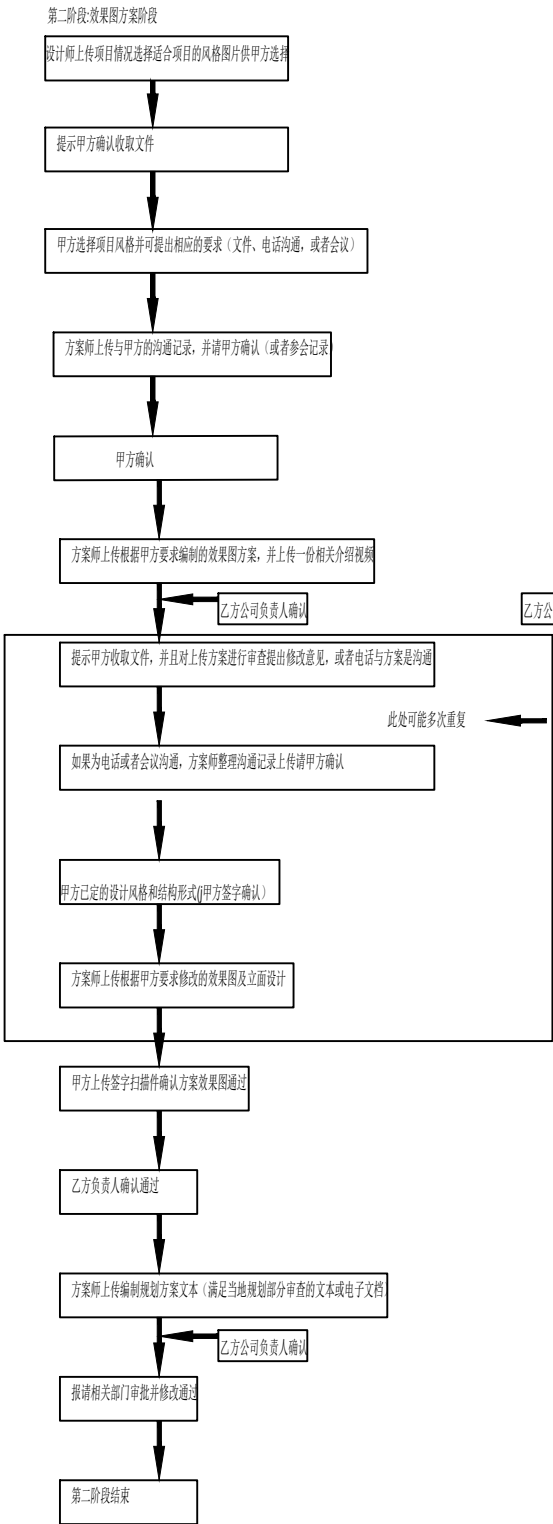 第二阶段:效果图方案阶段
设计师上传项目情况选择适合项目的风格图片供甲方选择
提示甲方确认收取文件
甲方选择项目风格并可提出相应的要求（文件、电话沟通，或者会议）
方案师上传与甲方的沟通记录，并请甲方确认（或者参会记录）
甲方确认
方案师上传根据甲方要求编制的效果图方案，并上传一份相关介绍视频
乙方公司负责人确认
乙方公
提示甲方收取文件，并且对上传方案进行审查提出修改意见，或者电话与方案是沟通
此处可能多次重复
如果为电话或者会议沟通，方案师整理沟通记录上传请甲方确认
甲方已定的设计风格和结构形式(j甲方签字确认）
方案师上传根据甲方要求修改的效果图及立面设计
甲方上传签字扫描件确认方案效果图通过
乙方负责人确认通过
方案师上传编制规划方案文本（满足当地规划部分审查的文本或电子文档）
乙方公司负责人确认
报请相关部门审批并修改通过
第二阶段结束